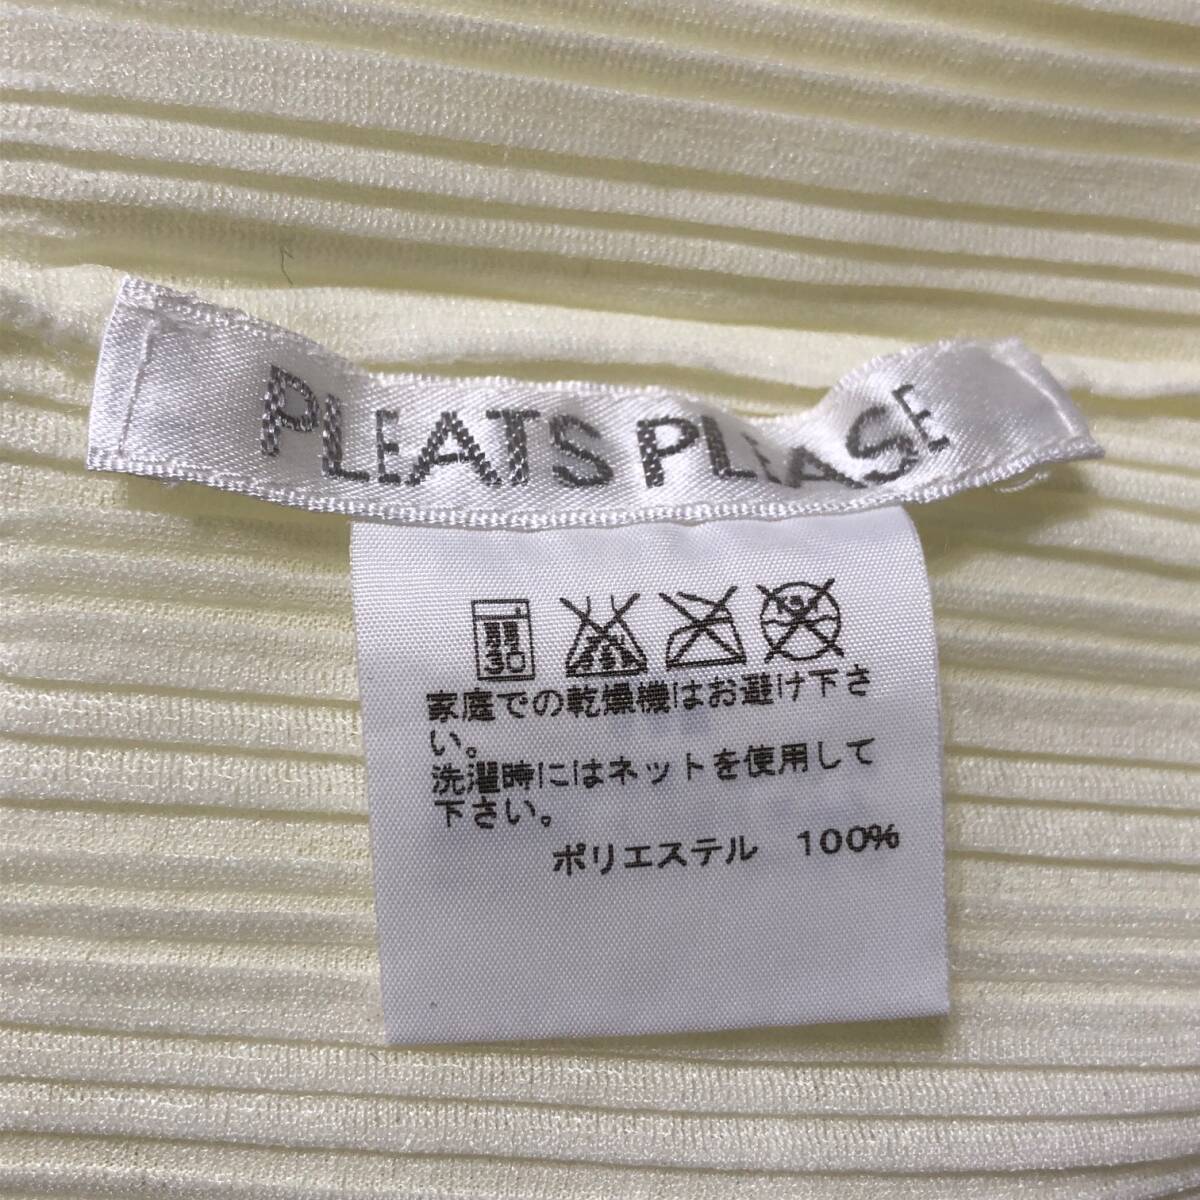 PLEATS PLEASE
30
家庭での乾燥機はお避け下さ
い。
洗濯時にはネットを使用して
下さい。
ポリエステル 100%